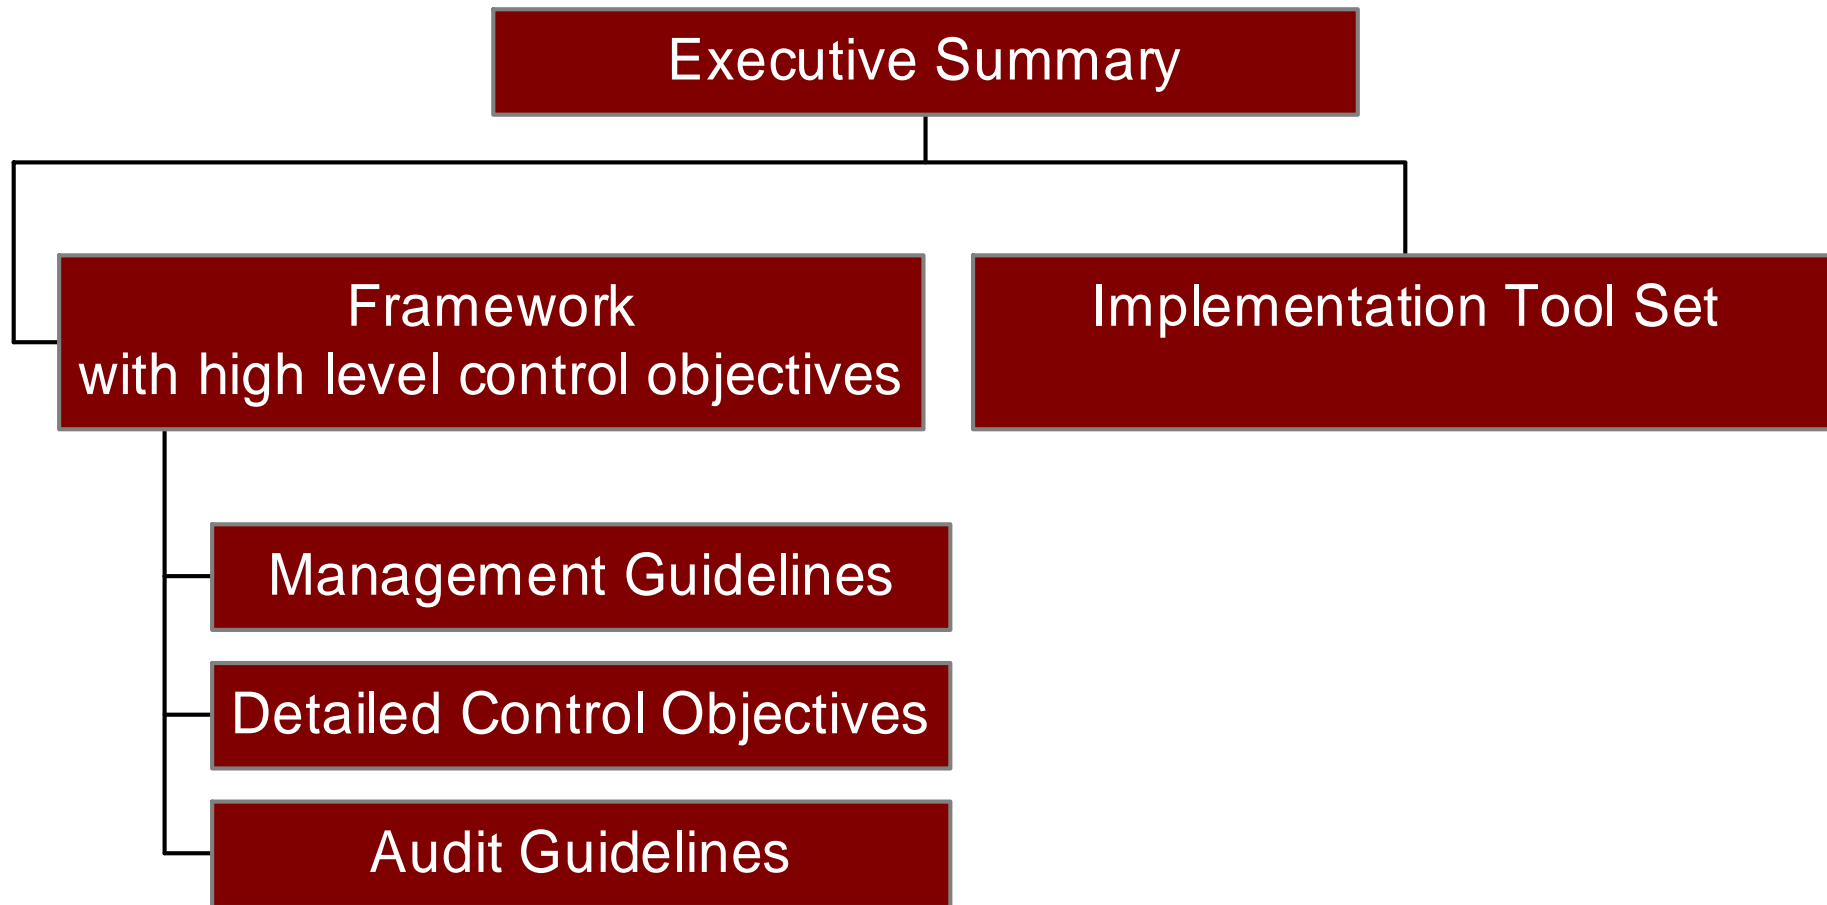 Executive Summary
Framework
with high level control objectives
Implementation Tool Set
Management Guidelines
Detailed Control Objectives
Audit Guidelines